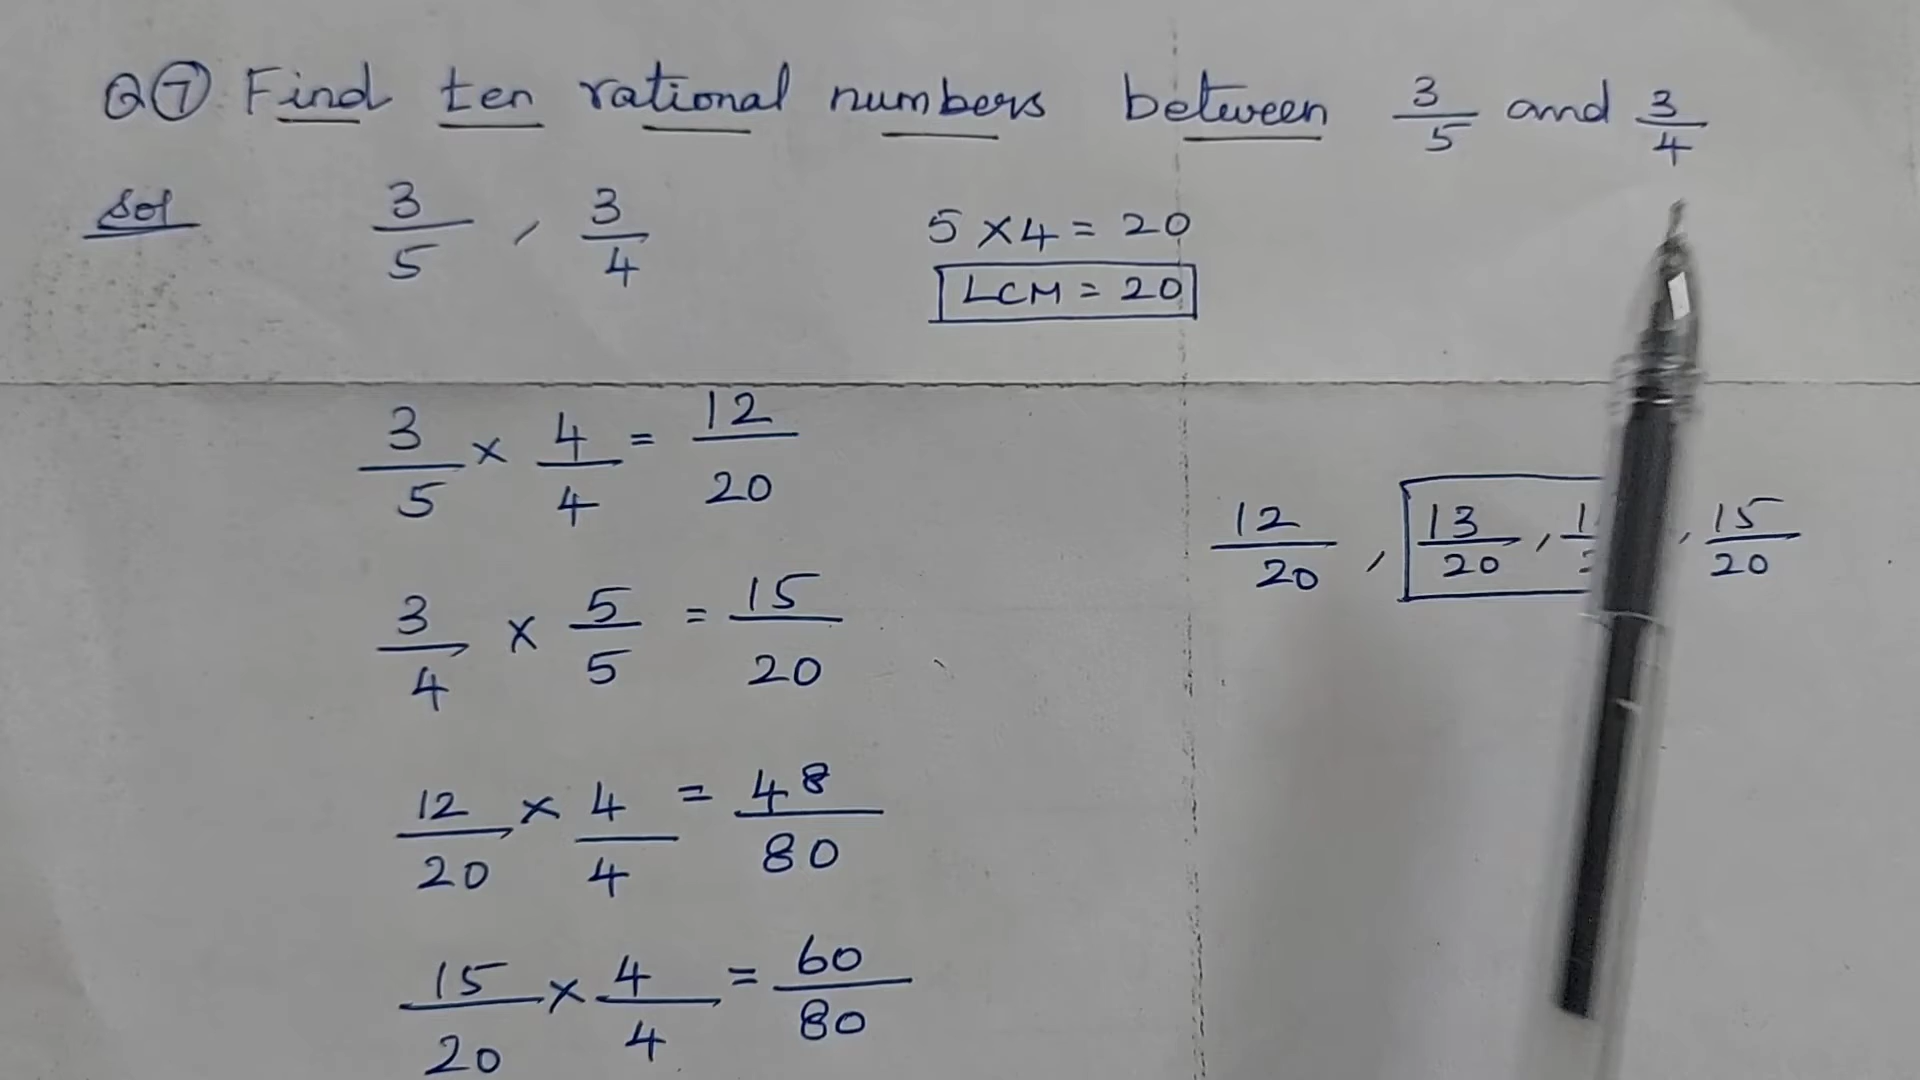 Q⑦ Find ten rational numbers between 3/5 and 3/4
Sol 3/5 , 3/4
5 × 4 = 20
LCM = 20
3/5 × 4/4 = 12/20
12/20 , 13/20 , , 15/20
3/4 × 5/5 = 15/20
12/20 × 4/4 = 48/80
15/20 × 4/4 = 60/80